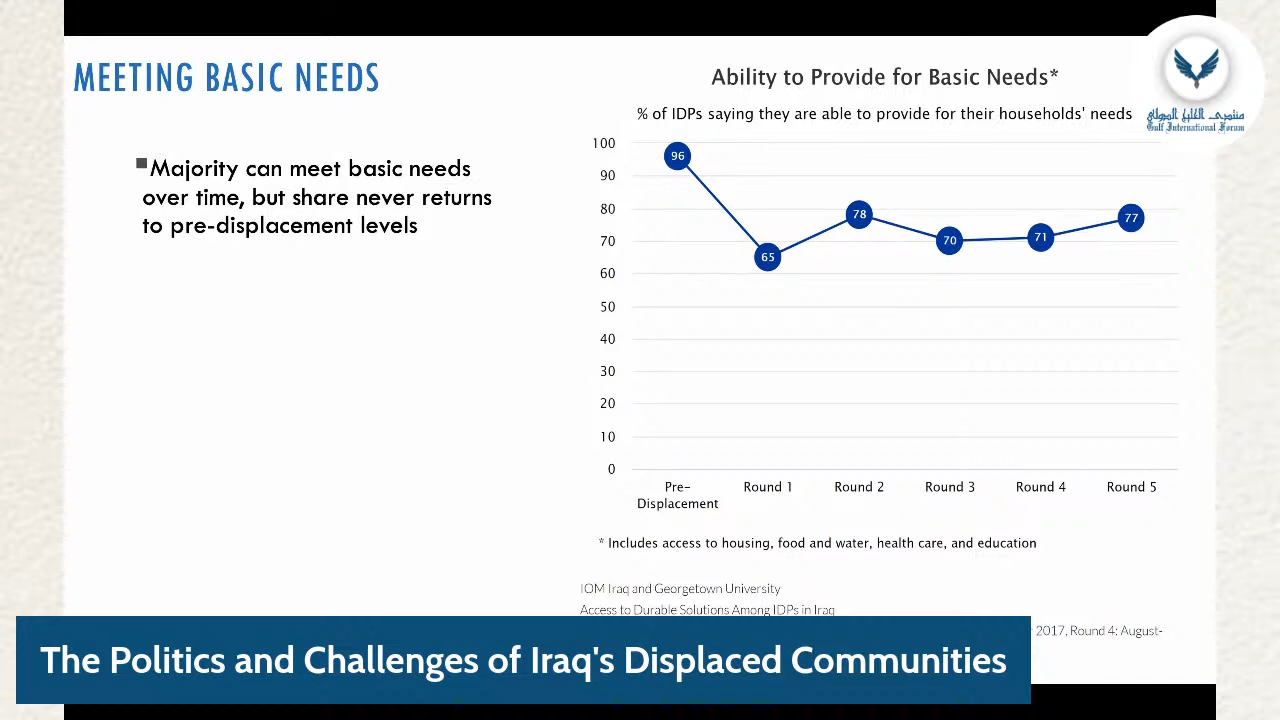 MEETING BASIC NEEDS
Majority can meet basic needs
over time, but share never returns
to pre-displacement levels
Ability to Provide for Basic Needs*
% of IDPs saying they are able to provide for their households' needs
منتدى الخليج الدولي
Gulf International Forum
100
90
80
70
60
50
40
30
20
10
0
96
65
78
70
71
77
Pre-
Displacement
Round 1
Round 2
Round 3
Round 4
Round 5
* Includes access to housing, food and water, health care, and education
IOM Iraq and Georgetown University
Access to Durable Solutions Among IDPs in Iraq
2017, Round 4: August-
The Politics and Challenges of Iraq's Displaced Communities